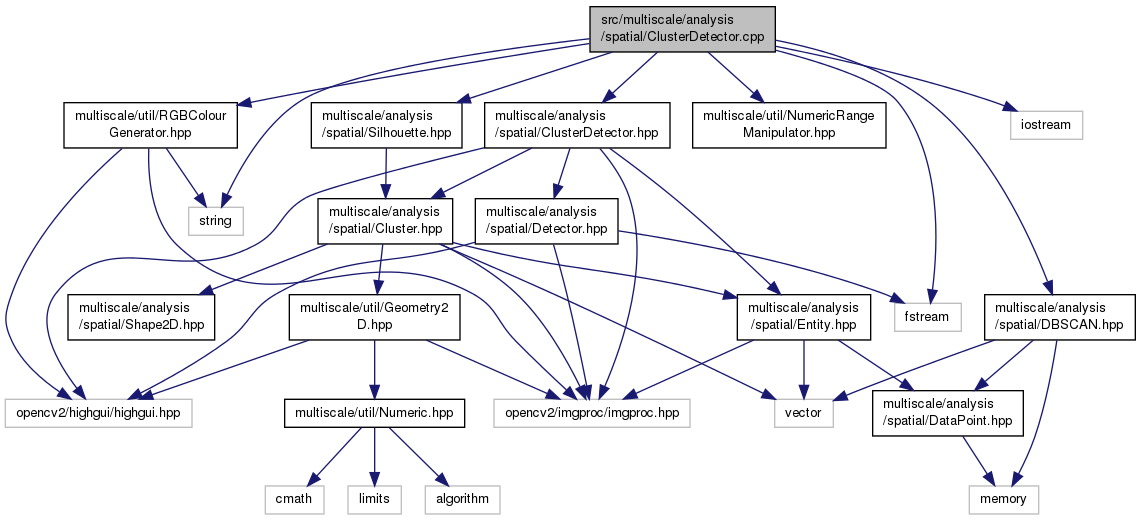 src/multiscale/analysis
/spatial/ClusterDetector.cpp
multiscale/util/RGBColour
Generator.hpp
multiscale/analysis
/spatial/Silhouette.hpp
multiscale/analysis
/spatial/ClusterDetector.hpp
multiscale/util/NumericRange
Manipulator.hpp
iostream
string
multiscale/analysis
/spatial/Cluster.hpp
multiscale/analysis
/spatial/Detector.hpp
multiscale/analysis
/spatial/Shape2D.hpp
multiscale/util/Geometry2
D.hpp
multiscale/analysis
/spatial/Entity.hpp
fstream
multiscale/analysis
/spatial/DBSCAN.hpp
opencv2/highgui/highgui.hpp
multiscale/util/Numeric.hpp
opencv2/imgproc/imgproc.hpp
vector
multiscale/analysis
/spatial/DataPoint.hpp
cmath
limits
algorithm
memory